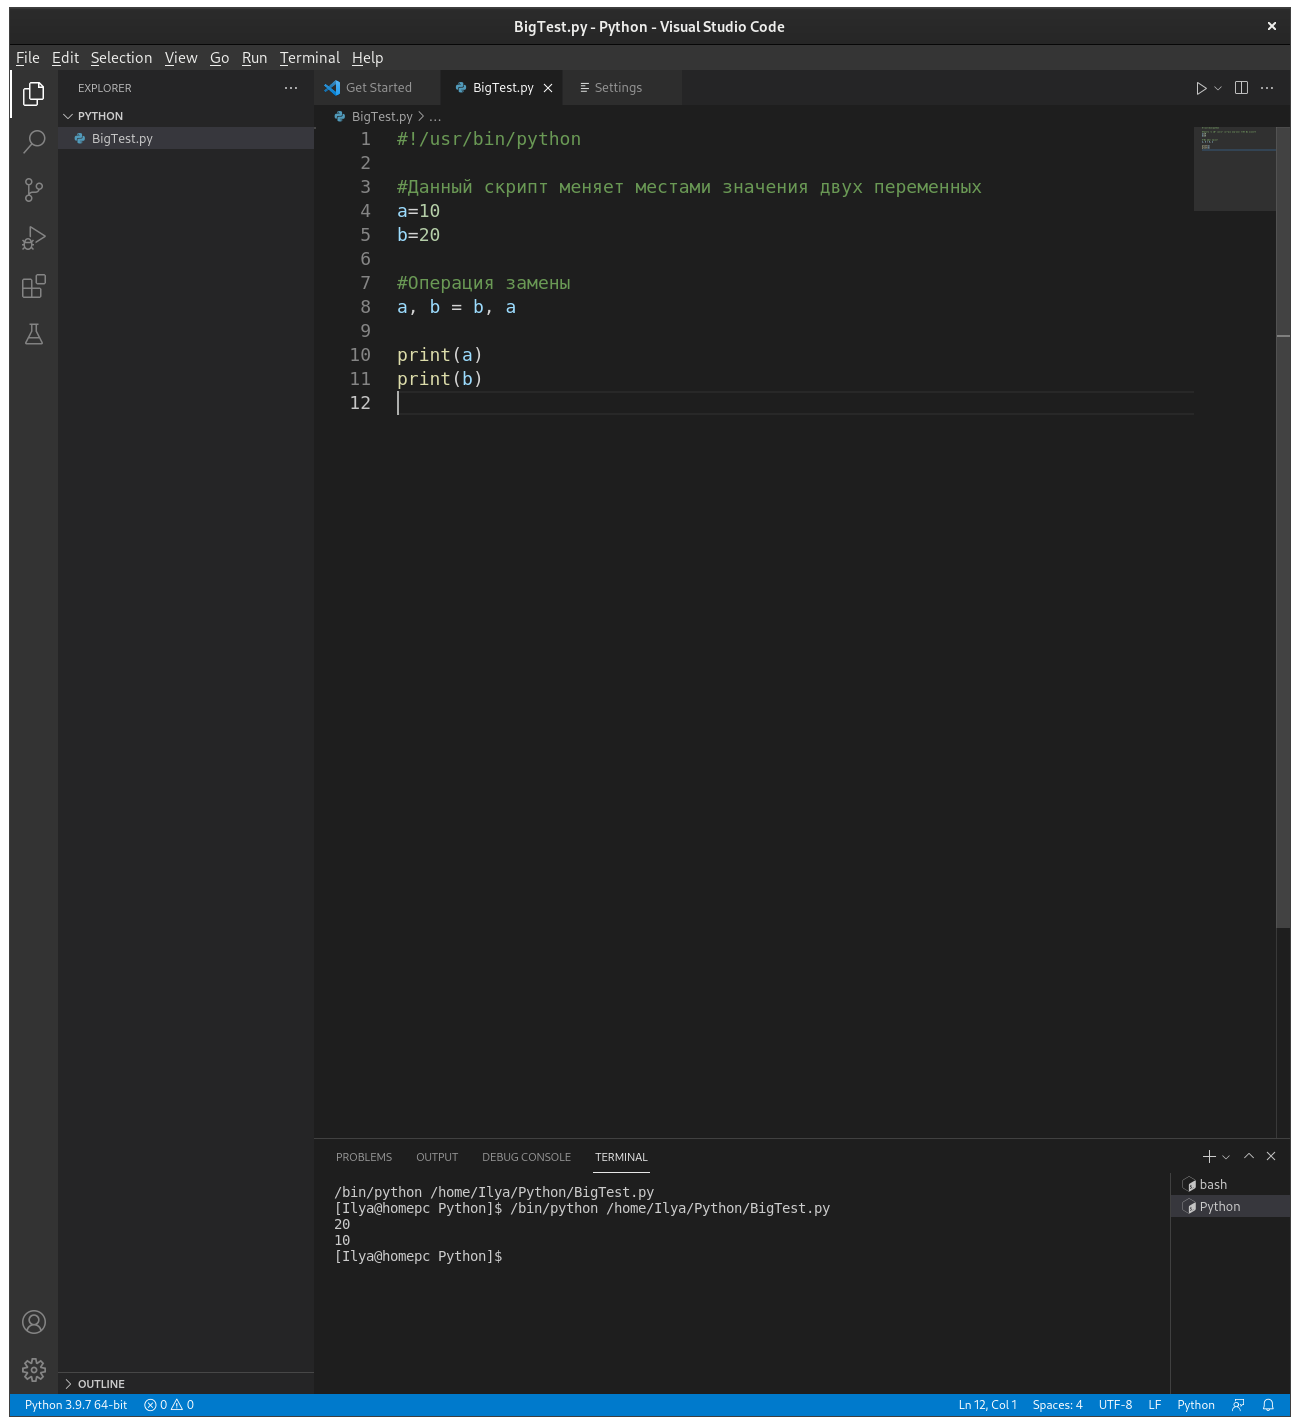 BigTest.py - Python - Visual Studio Code
File Edit Selection View Go Run Terminal Help
EXPLORER
PYTHON
BigTest.py
OUTLINE
Get Started BigTest.py Settings
BigTest.py > ...
1 #!/usr/bin/python
2
3 #Данный скрипт меняет местами значения двух переменных
4 a=10
5 b=20
6
7 #Операция замены
8 a, b = b, a
9
10 print(a)
11 print(b)
12
PROBLEMS OUTPUT DEBUG CONSOLE TERMINAL
/bin/python /home/Ilya/Python/BigTest.py
[Ilya@homepc Python]$ /bin/python /home/Ilya/Python/BigTest.py
20
10
[Ilya@homepc Python]$
bash
Python
Python 3.9.7 64-bit 0 0 Ln 12, Col 1 Spaces: 4 UTF-8 LF Python